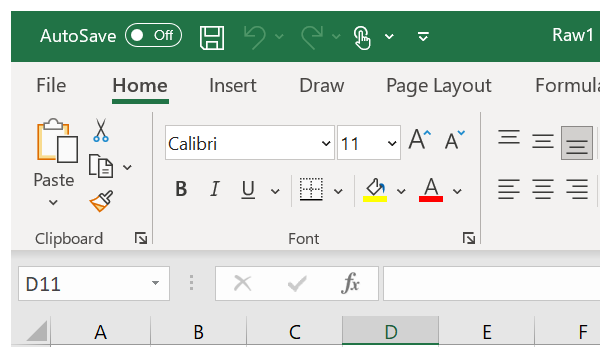 AutoSave Off Raw1
File Home Insert Draw Page Layout Formula
Calibri 11 A A
Paste
B I U A
Clipboard Font
D11 fx
A B C D E F